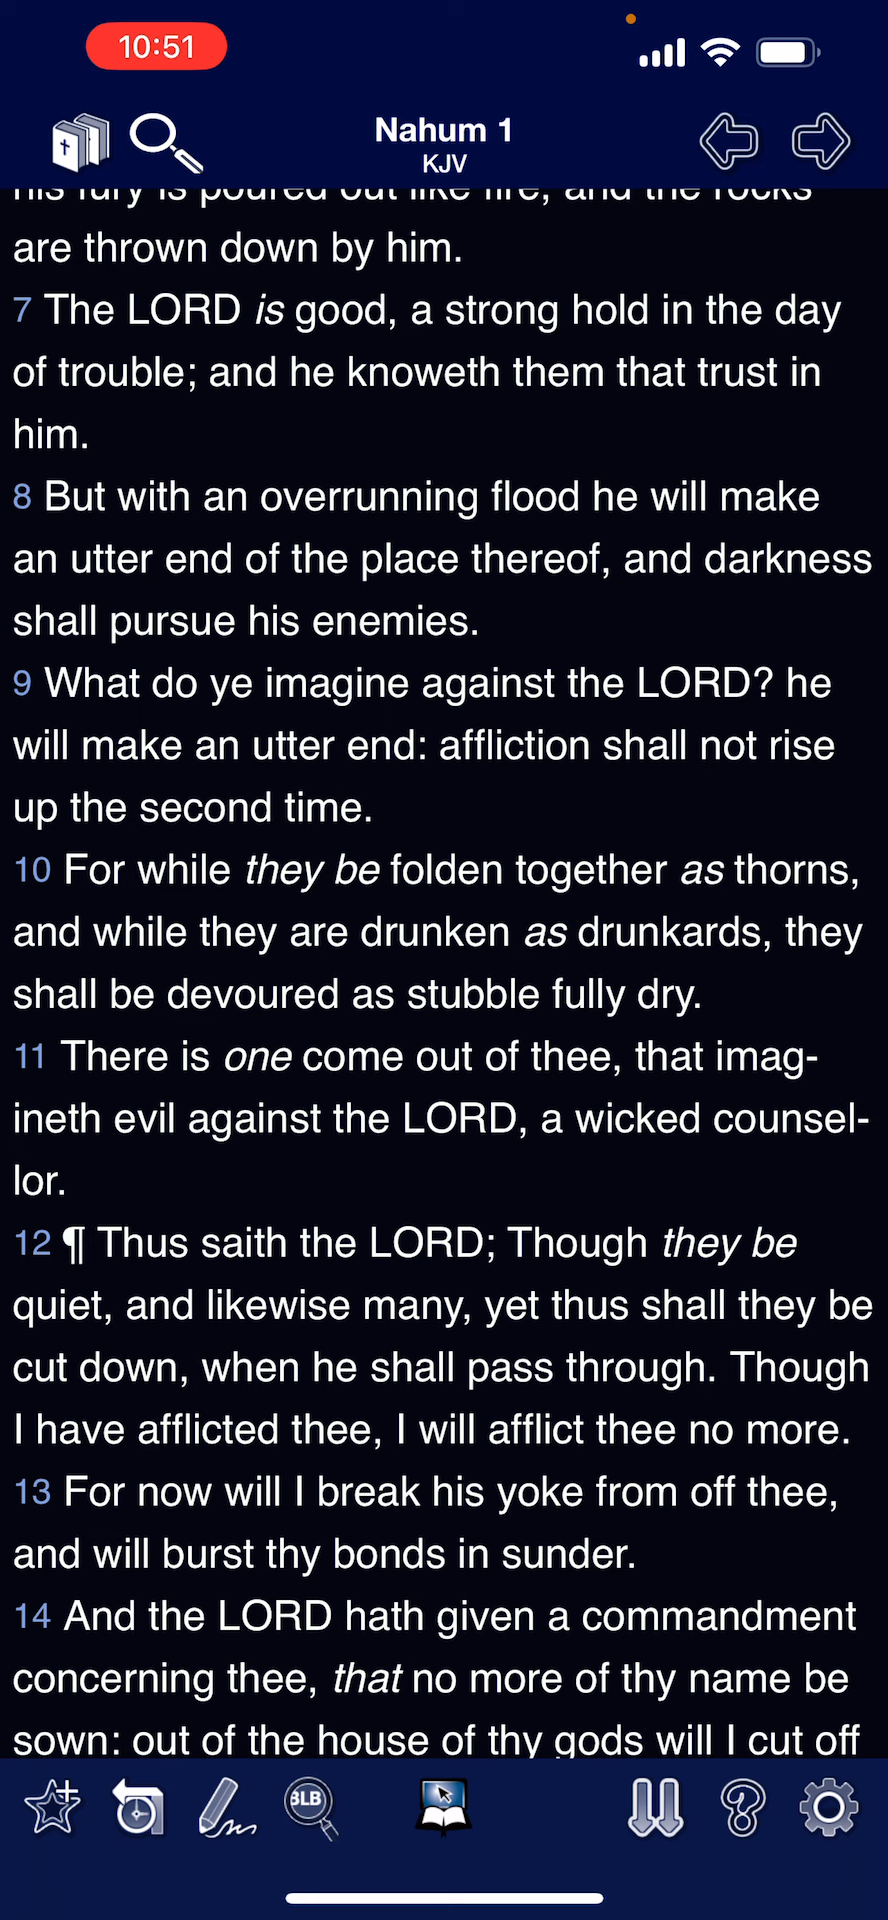 10:51
Nahum 1
KJV
his fury is poured out like fire, and the rocks
are thrown down by him.
7 The LORD is good, a strong hold in the day
of trouble; and he knoweth them that trust in
him.
8 But with an overrunning flood he will make
an utter end of the place thereof, and darkness
shall pursue his enemies.
9 What do ye imagine against the LORD? he
will make an utter end: affliction shall not rise
up the second time.
10 For while they be folden together as thorns,
and while they are drunken as drunkards, they
shall be devoured as stubble fully dry.
11 There is one come out of thee, that imag-
ineth evil against the LORD, a wicked counsel-
lor.
12 ¶ Thus saith the LORD; Though they be
quiet, and likewise many, yet thus shall they be
cut down, when he shall pass through. Though
I have afflicted thee, I will afflict thee no more.
13 For now will I break his yoke from off thee,
and will burst thy bonds in sunder.
14 And the LORD hath given a commandment
concerning thee, that no more of thy name be
sown: out of the house of thy gods will I cut off
BLB